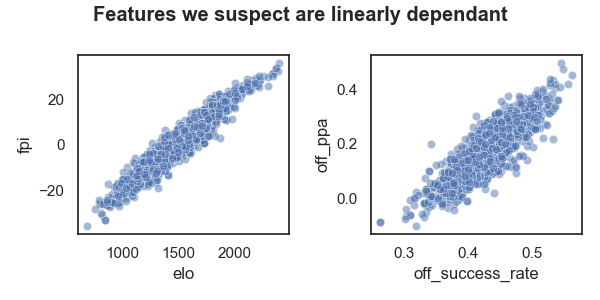 Features we suspect are linearly dependant
fpi
20
0
−20
1000 1500 2000
elo
off_ppa
0.4
0.2
0.0
0.3 0.4 0.5
off_success_rate